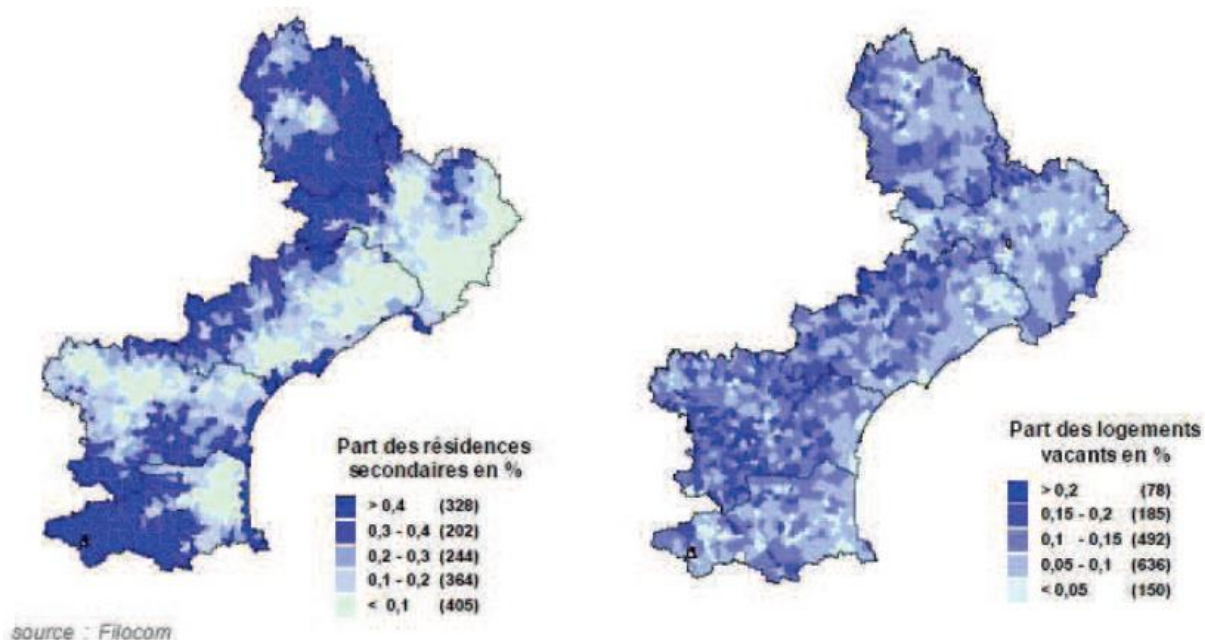 Part des résidences
secondaires en %
> 0,4 (328)
0,3 - 0,4 (202)
0,2 - 0,3 (244)
0,1 - 0,2 (364)
< 0,1 (405)
Part des logements
vacants en %
> 0,2 (78)
0,15 - 0,2 (185)
0,1 - 0,15 (492)
0,05 - 0,1 (636)
< 0,05 (150)
source : Filocom